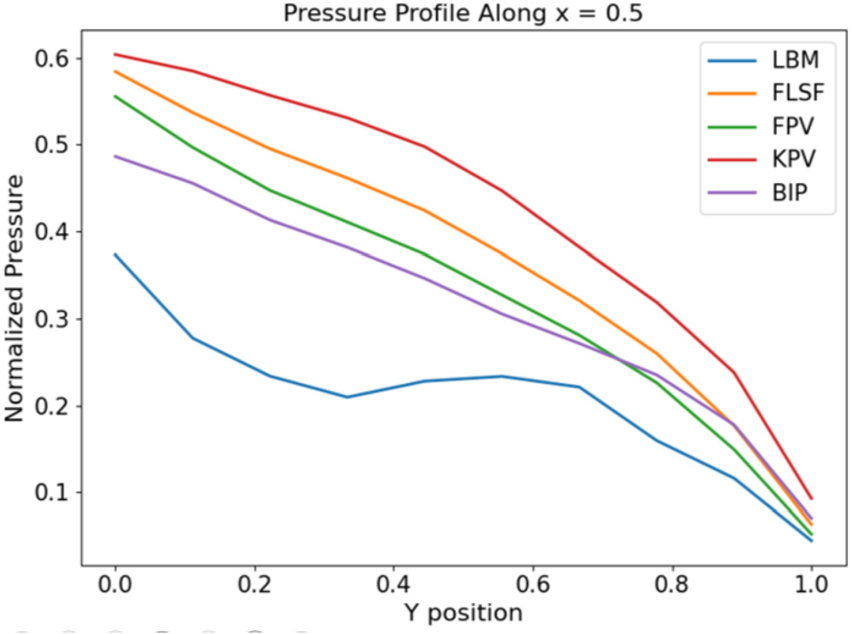 Pressure Profile Along x = 0.5
LBM
FLSF
FPV
KPV
BIP
Normalized Pressure
0.6
0.5
0.4
0.3
0.2
0.1
0.0 0.2 0.4 0.6 0.8 1.0
Y position